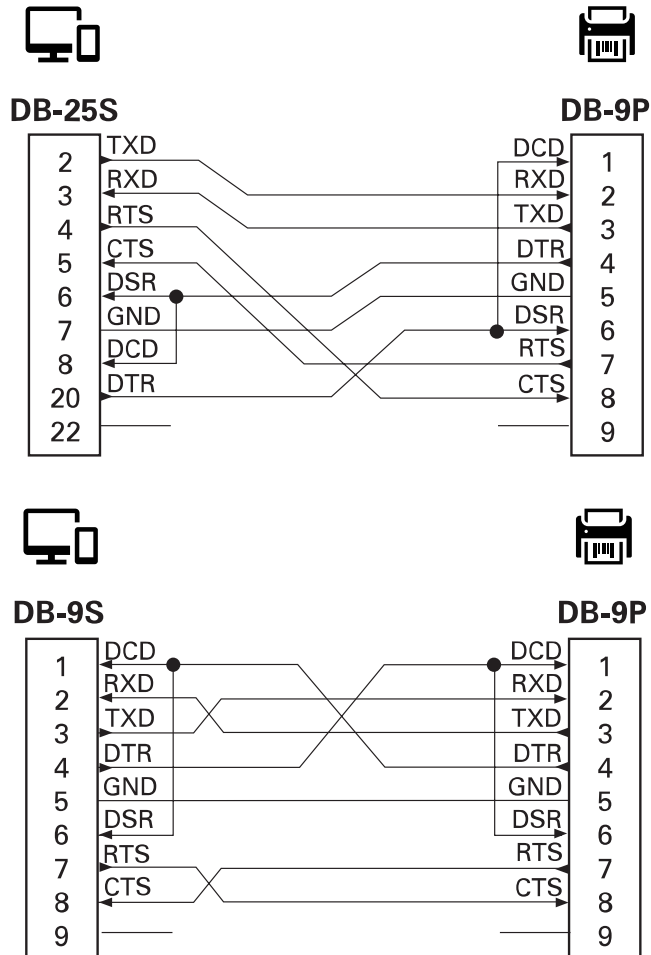 DB-25S DB-9P
2 TXD DCD 1
3 RXD RXD 2
4 RTS TXD 3
5 CTS DTR 4
6 DSR GND 5
7 GND DSR 6
8 DCD RTS 7
20 DTR CTS 8
22 9
DB-9S DB-9P
1 DCD DCD 1
2 RXD RXD 2
3 TXD TXD 3
4 DTR DTR 4
5 GND GND 5
6 DSR DSR 6
7 RTS RTS 7
8 CTS CTS 8
9 9